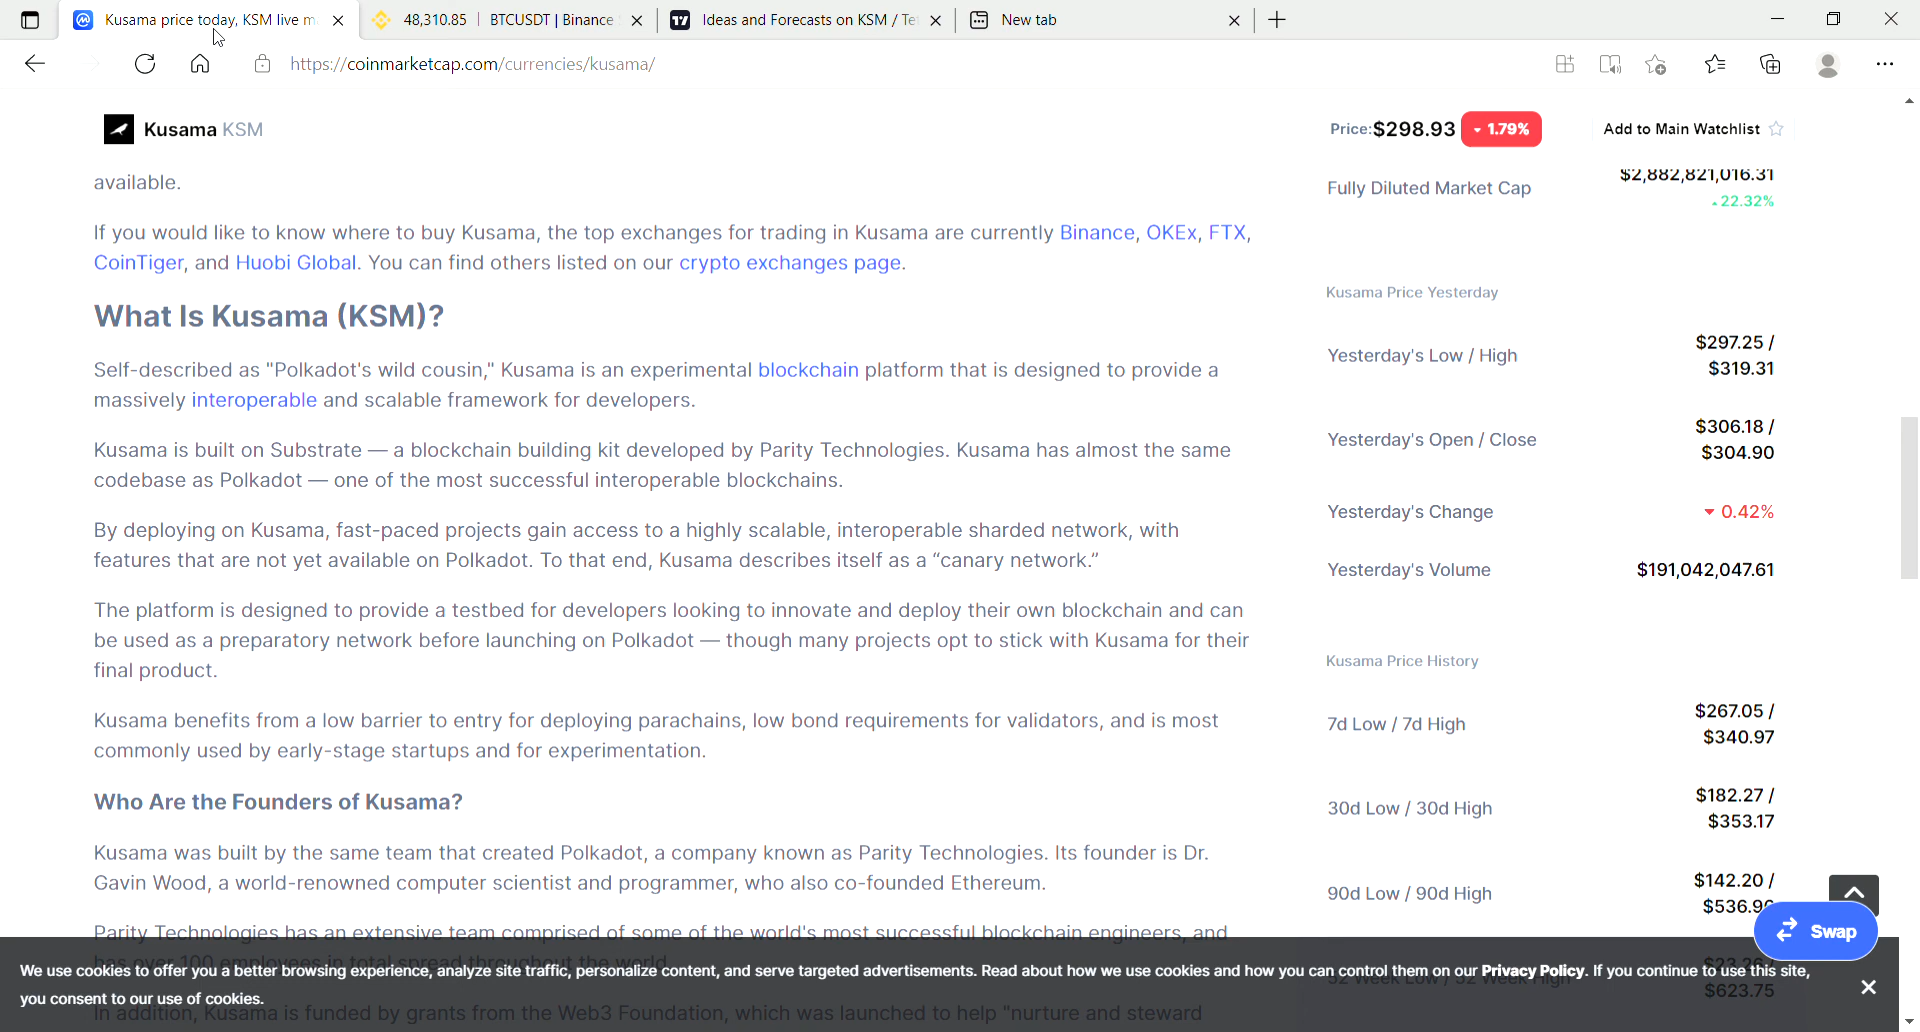 Kusama price today, KSM live m
48,310.85 | BTCUSDT | Binance
Ideas and Forecasts on KSM / Te
New tab
https://coinmarketcap.com/currencies/kusama/
Kusama KSM
Price:$298.93 1.79%
Add to Main Watchlist
available.
If you would like to know where to buy Kusama, the top exchanges for trading in Kusama are currently Binance, OKEx, FTX,
CoinTiger, and Huobi Global. You can find others listed on our crypto exchanges page.
What Is Kusama (KSM)?
Self-described as "Polkadot's wild cousin," Kusama is an experimental blockchain platform that is designed to provide a
massively interoperable and scalable framework for developers.
Kusama is built on Substrate — a blockchain building kit developed by Parity Technologies. Kusama has almost the same
codebase as Polkadot — one of the most successful interoperable blockchains.
By deploying on Kusama, fast-paced projects gain access to a highly scalable, interoperable sharded network, with
features that are not yet available on Polkadot. To that end, Kusama describes itself as a “canary network.”
The platform is designed to provide a testbed for developers looking to innovate and deploy their own blockchain and can
be used as a preparatory network before launching on Polkadot — though many projects opt to stick with Kusama for their
final product.
Kusama benefits from a low barrier to entry for deploying parachains, low bond requirements for validators, and is most
commonly used by early-stage startups and for experimentation.
Who Are the Founders of Kusama?
Kusama was built by the same team that created Polkadot, a company known as Parity Technologies. Its founder is Dr.
Gavin Wood, a world-renowned computer scientist and programmer, who also co-founded Ethereum.
Parity Technologies has an extensive team comprised of some of the world's most successful blockchain engineers, and
has over 100 employees in total spread throughout the world.
In addition, Kusama is funded by grants from the Web3 Foundation, which was launched to help "nurture and steward
Fully Diluted Market Cap
$2,882,821,016.31
22.32%
Kusama Price Yesterday
Yesterday's Low / High
$297.25 /
$319.31
Yesterday's Open / Close
$306.18 /
$304.90
Yesterday's Change
0.42%
Yesterday's Volume
$191,042,047.61
Kusama Price History
7d Low / 7d High
$267.05 /
$340.97
30d Low / 30d High
$182.27 /
$353.17
90d Low / 90d High
$142.20 /
$536.9
52 Week Low / 52 Week High
$23.26 /
$623.75
Swap
We use cookies to offer you a better browsing experience, analyze site traffic, personalize content, and serve targeted advertisements. Read about how we use cookies and how you can control them on our Privacy Policy. If you continue to use this site,
you consent to our use of cookies.